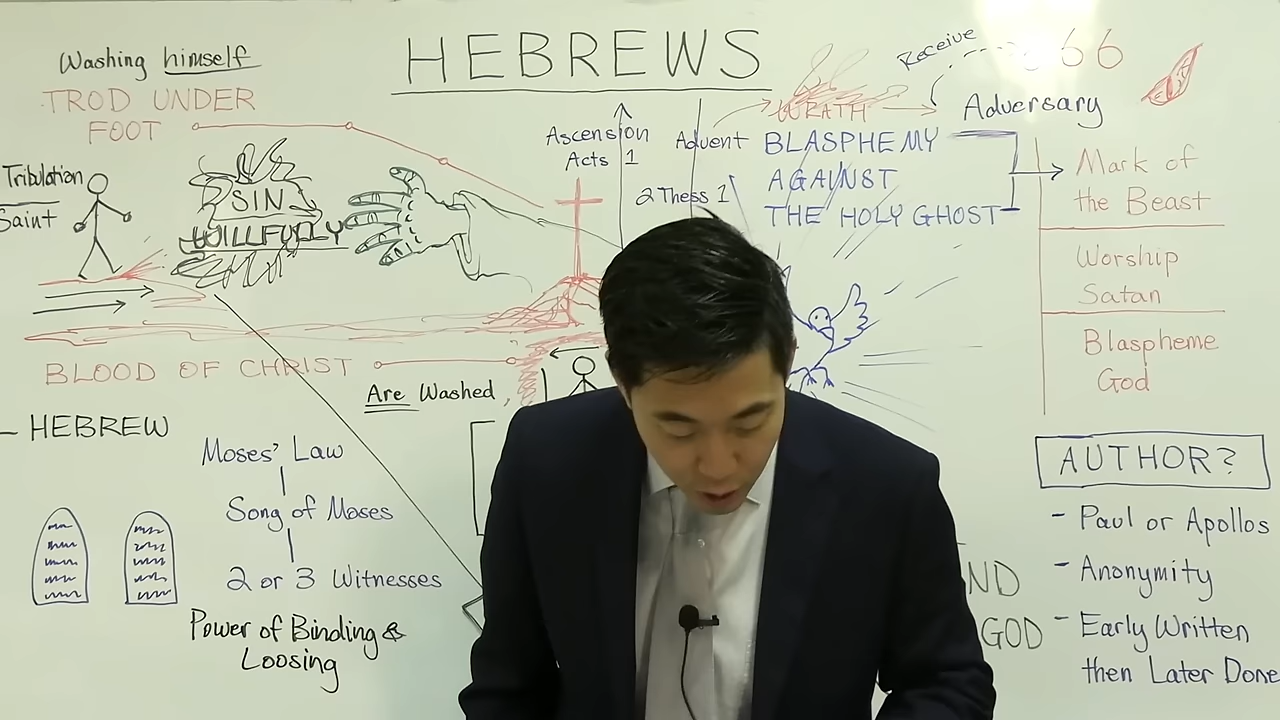 HEBREWS
Washing himself
TROD UNDER
FOOT
Tribulation
Saint
SIN
WILLFULLY
Ascension
Acts 1
Advent
2 Thess 1
WRATH
Receive
66
Adversary
BLASPHEMY
AGAINST
THE HOLY GHOST
Mark of
the Beast
Worship
Satan
Blaspheme
God
BLOOD OF CHRIST
Are Washed
- HEBREW
Moses' Law
Song of Moses
2 or 3 Witnesses
Power of Binding &
Loosing
AUTHOR?
- Paul or Apollos
- Anonymity
- Early Written
then Later Done
ND
GOD